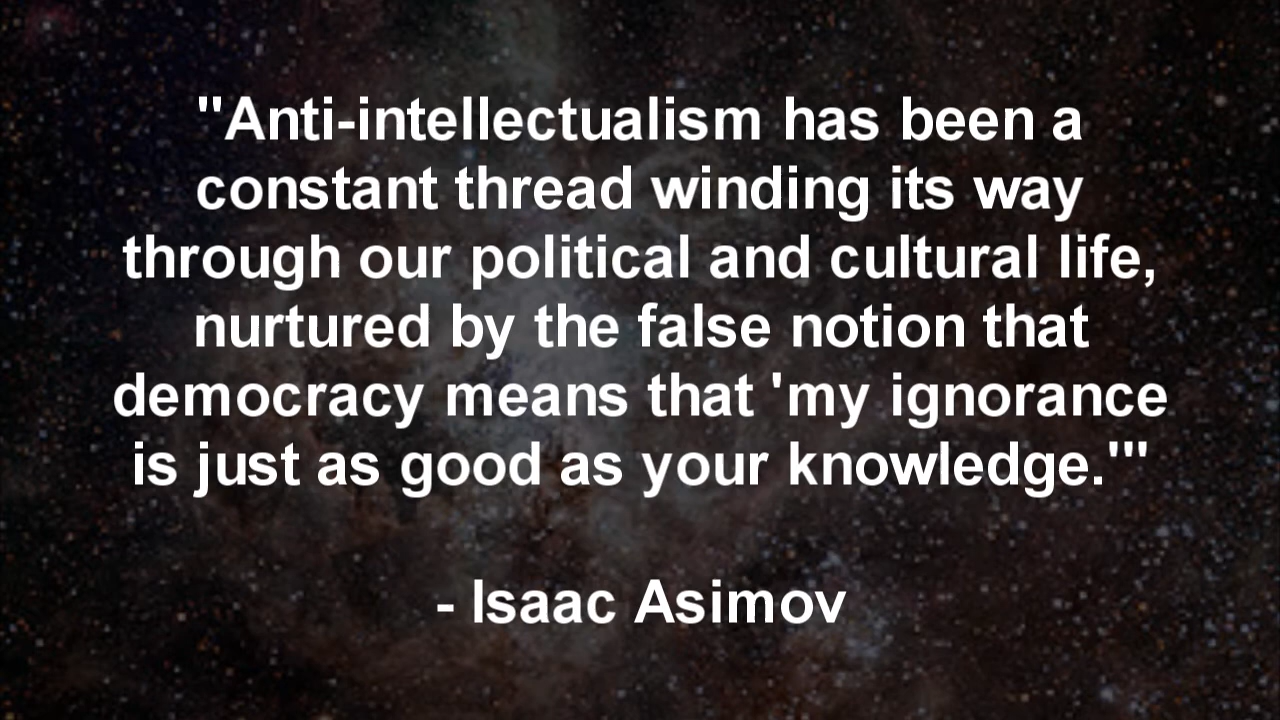 "Anti-intellectualism has been a
constant thread winding its way
through our political and cultural life,
nurtured by the false notion that
democracy means that 'my ignorance
is just as good as your knowledge.'"
- Isaac Asimov